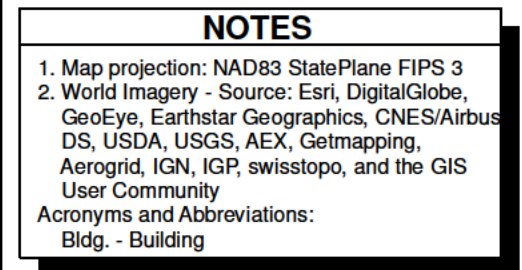 NOTES
1. Map projection: NAD83 StatePlane FIPS 3
2. World Imagery - Source: Esri, DigitalGlobe,
GeoEye, Earthstar Geographics, CNES/Airbus
DS, USDA, USGS, AEX, Getmapping,
Aerogrid, IGN, IGP, swisstopo, and the GIS
User Community
Acronyms and Abbreviations:
Bldg. - Building